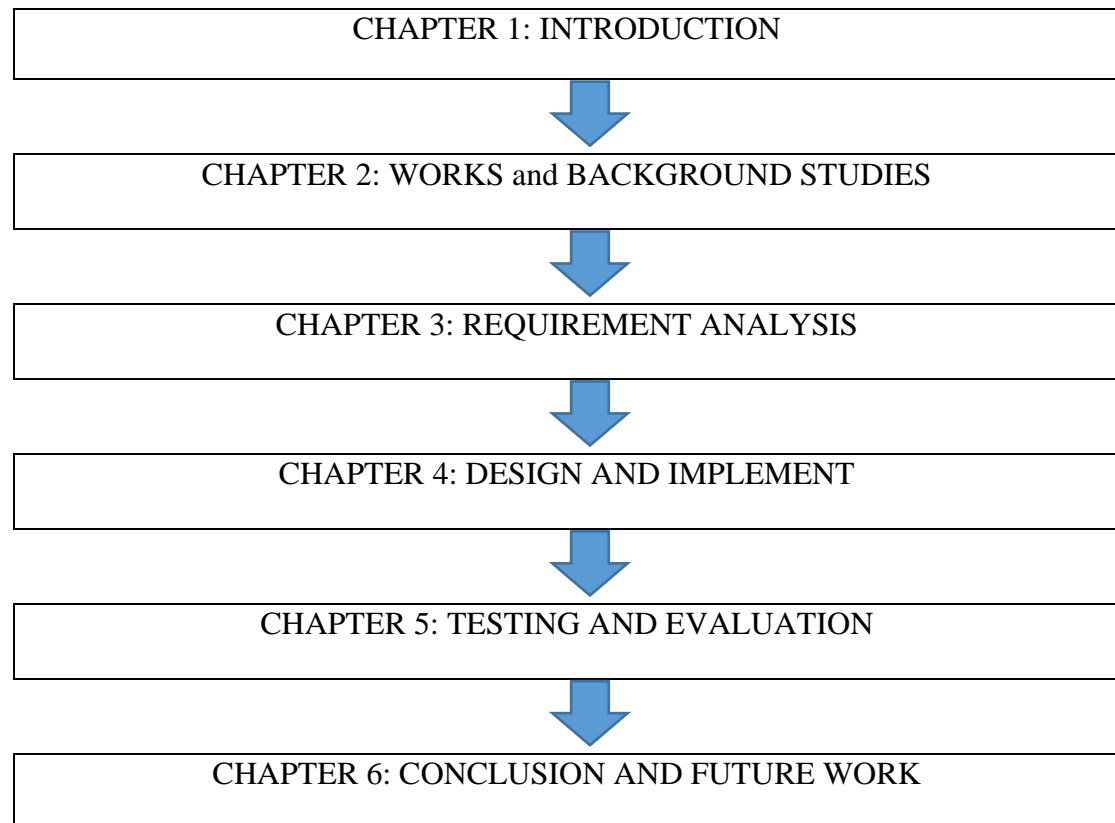 CHAPTER 1: INTRODUCTION
CHAPTER 2: WORKS and BACKGROUND STUDIES
CHAPTER 3: REQUIREMENT ANALYSIS
CHAPTER 4: DESIGN AND IMPLEMENT
CHAPTER 5: TESTING AND EVALUATION
CHAPTER 6: CONCLUSION AND FUTURE WORK